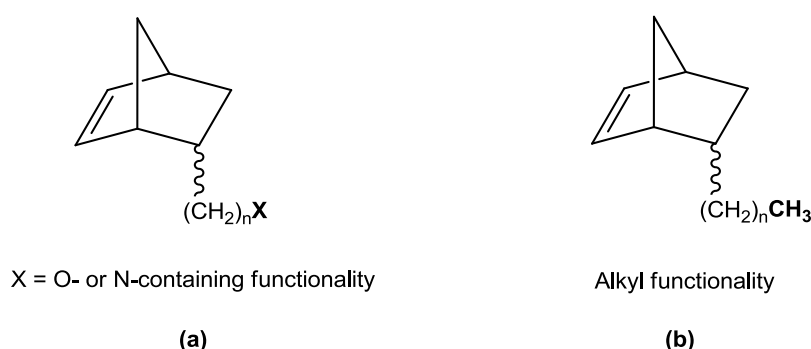 (CH2)nX
(CH2)nCH3
X = O- or N-containing functionality
Alkyl functionality
(a)
(b)